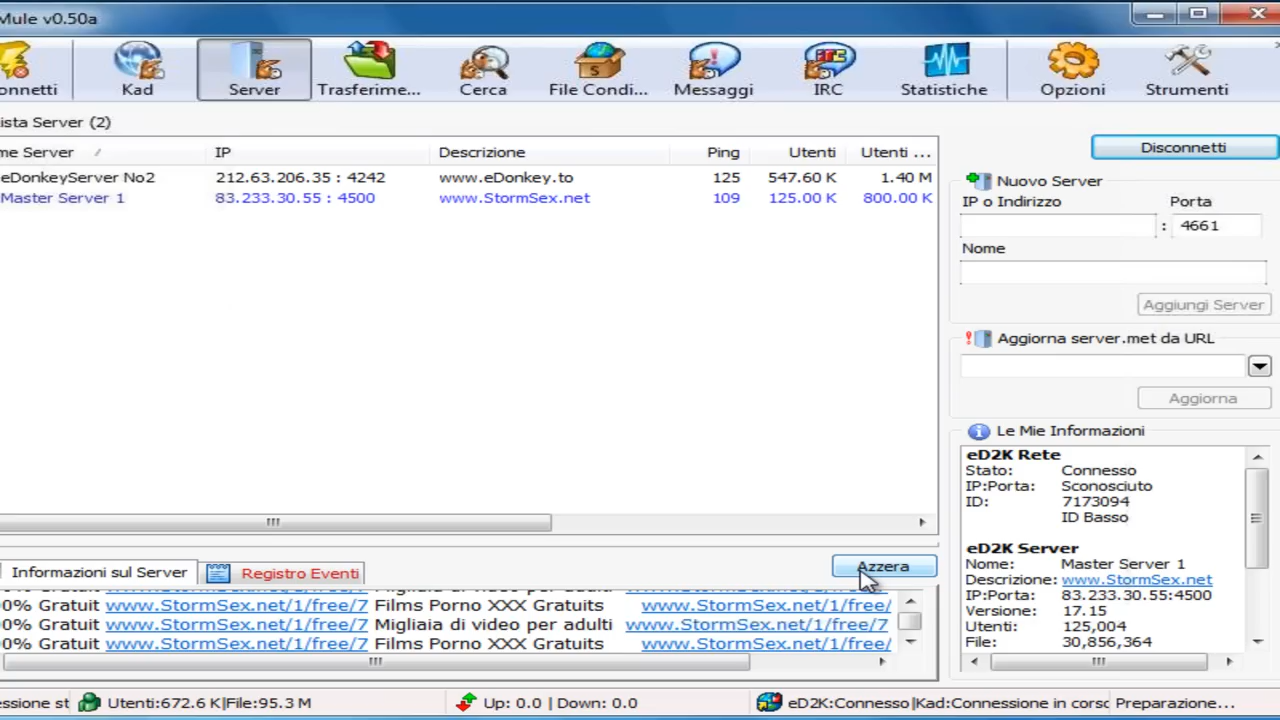 Mule v0.50a
onnetti Kad Server Trasferime... Cerca File Condi... Messaggi IRC Statistiche Opzioni Strumenti
ista Server (2)
Disconnetti
me Server IP Descrizione Ping Utenti Utenti ...
eDonkeyServer No2 212.63.206.35 : 4242 www.eDonkey.to 125 547.60 K 1.40 M
Master Server 1 83.233.30.55 : 4500 www.StormSex.net 109 125.00 K 800.00 K
Nuovo Server
IP o Indirizzo Porta
: 4661
Nome
Aggiungi Server
Aggiorna server.met da URL
Aggiorna
Le Mie Informazioni
eD2K Rete
Stato: Connesso
IP:Porta: Sconosciuto
ID: 7173094
ID Basso
eD2K Server
Nome: Master Server 1
Descrizione: www.StormSex.net
IP:Porta: 83.233.30.55:4500
Versione: 17.15
Utenti: 125,004
File: 30,856,364
Informazioni sul Server Registro Eventi Azzera
0% Gratuit www.StormSex.net/1/free/7 Films Porno XXX Gratuits www.StormSex.net/1/free/
0% Gratuit www.StormSex.net/1/free/7 Migliaia di video per adulti www.StormSex.net/1/free/7
0% Gratuit www.StormSex.net/1/free/7 Films Porno XXX Gratuits www.StormSex.net/1/free/
essione st Utenti:672.6 K|File:95.3 M Up: 0.0 | Down: 0.0 eD2K:Connesso|Kad:Connessione in corso Preparazione...